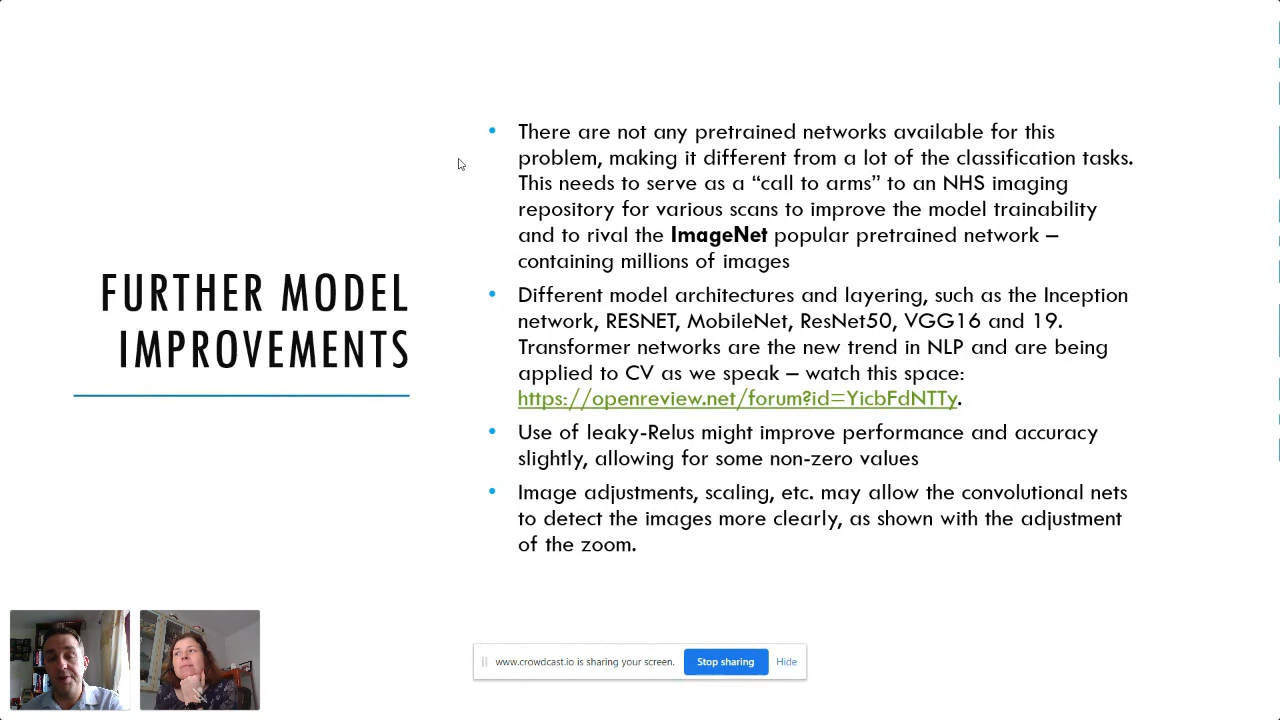 FURTHER MODEL
IMPROVEMENTS
• There are not any pretrained networks available for this
problem, making it different from a lot of the classification tasks.
This needs to serve as a “call to arms” to an NHS imaging
repository for various scans to improve the model trainability
and to rival the ImageNet popular pretrained network –
containing millions of images
• Different model architectures and layering, such as the Inception
network, RESNET, MobileNet, ResNet50, VGG16 and 19.
Transformer networks are the new trend in NLP and are being
applied to CV as we speak – watch this space:
https://openreview.net/forum?id=YicbFdNTTy.
• Use of leaky-Relus might improve performance and accuracy
slightly, allowing for some non-zero values
• Image adjustments, scaling, etc. may allow the convolutional nets
to detect the images more clearly, as shown with the adjustment
of the zoom.
www.crowdcast.io is sharing your screen. Stop sharing Hide